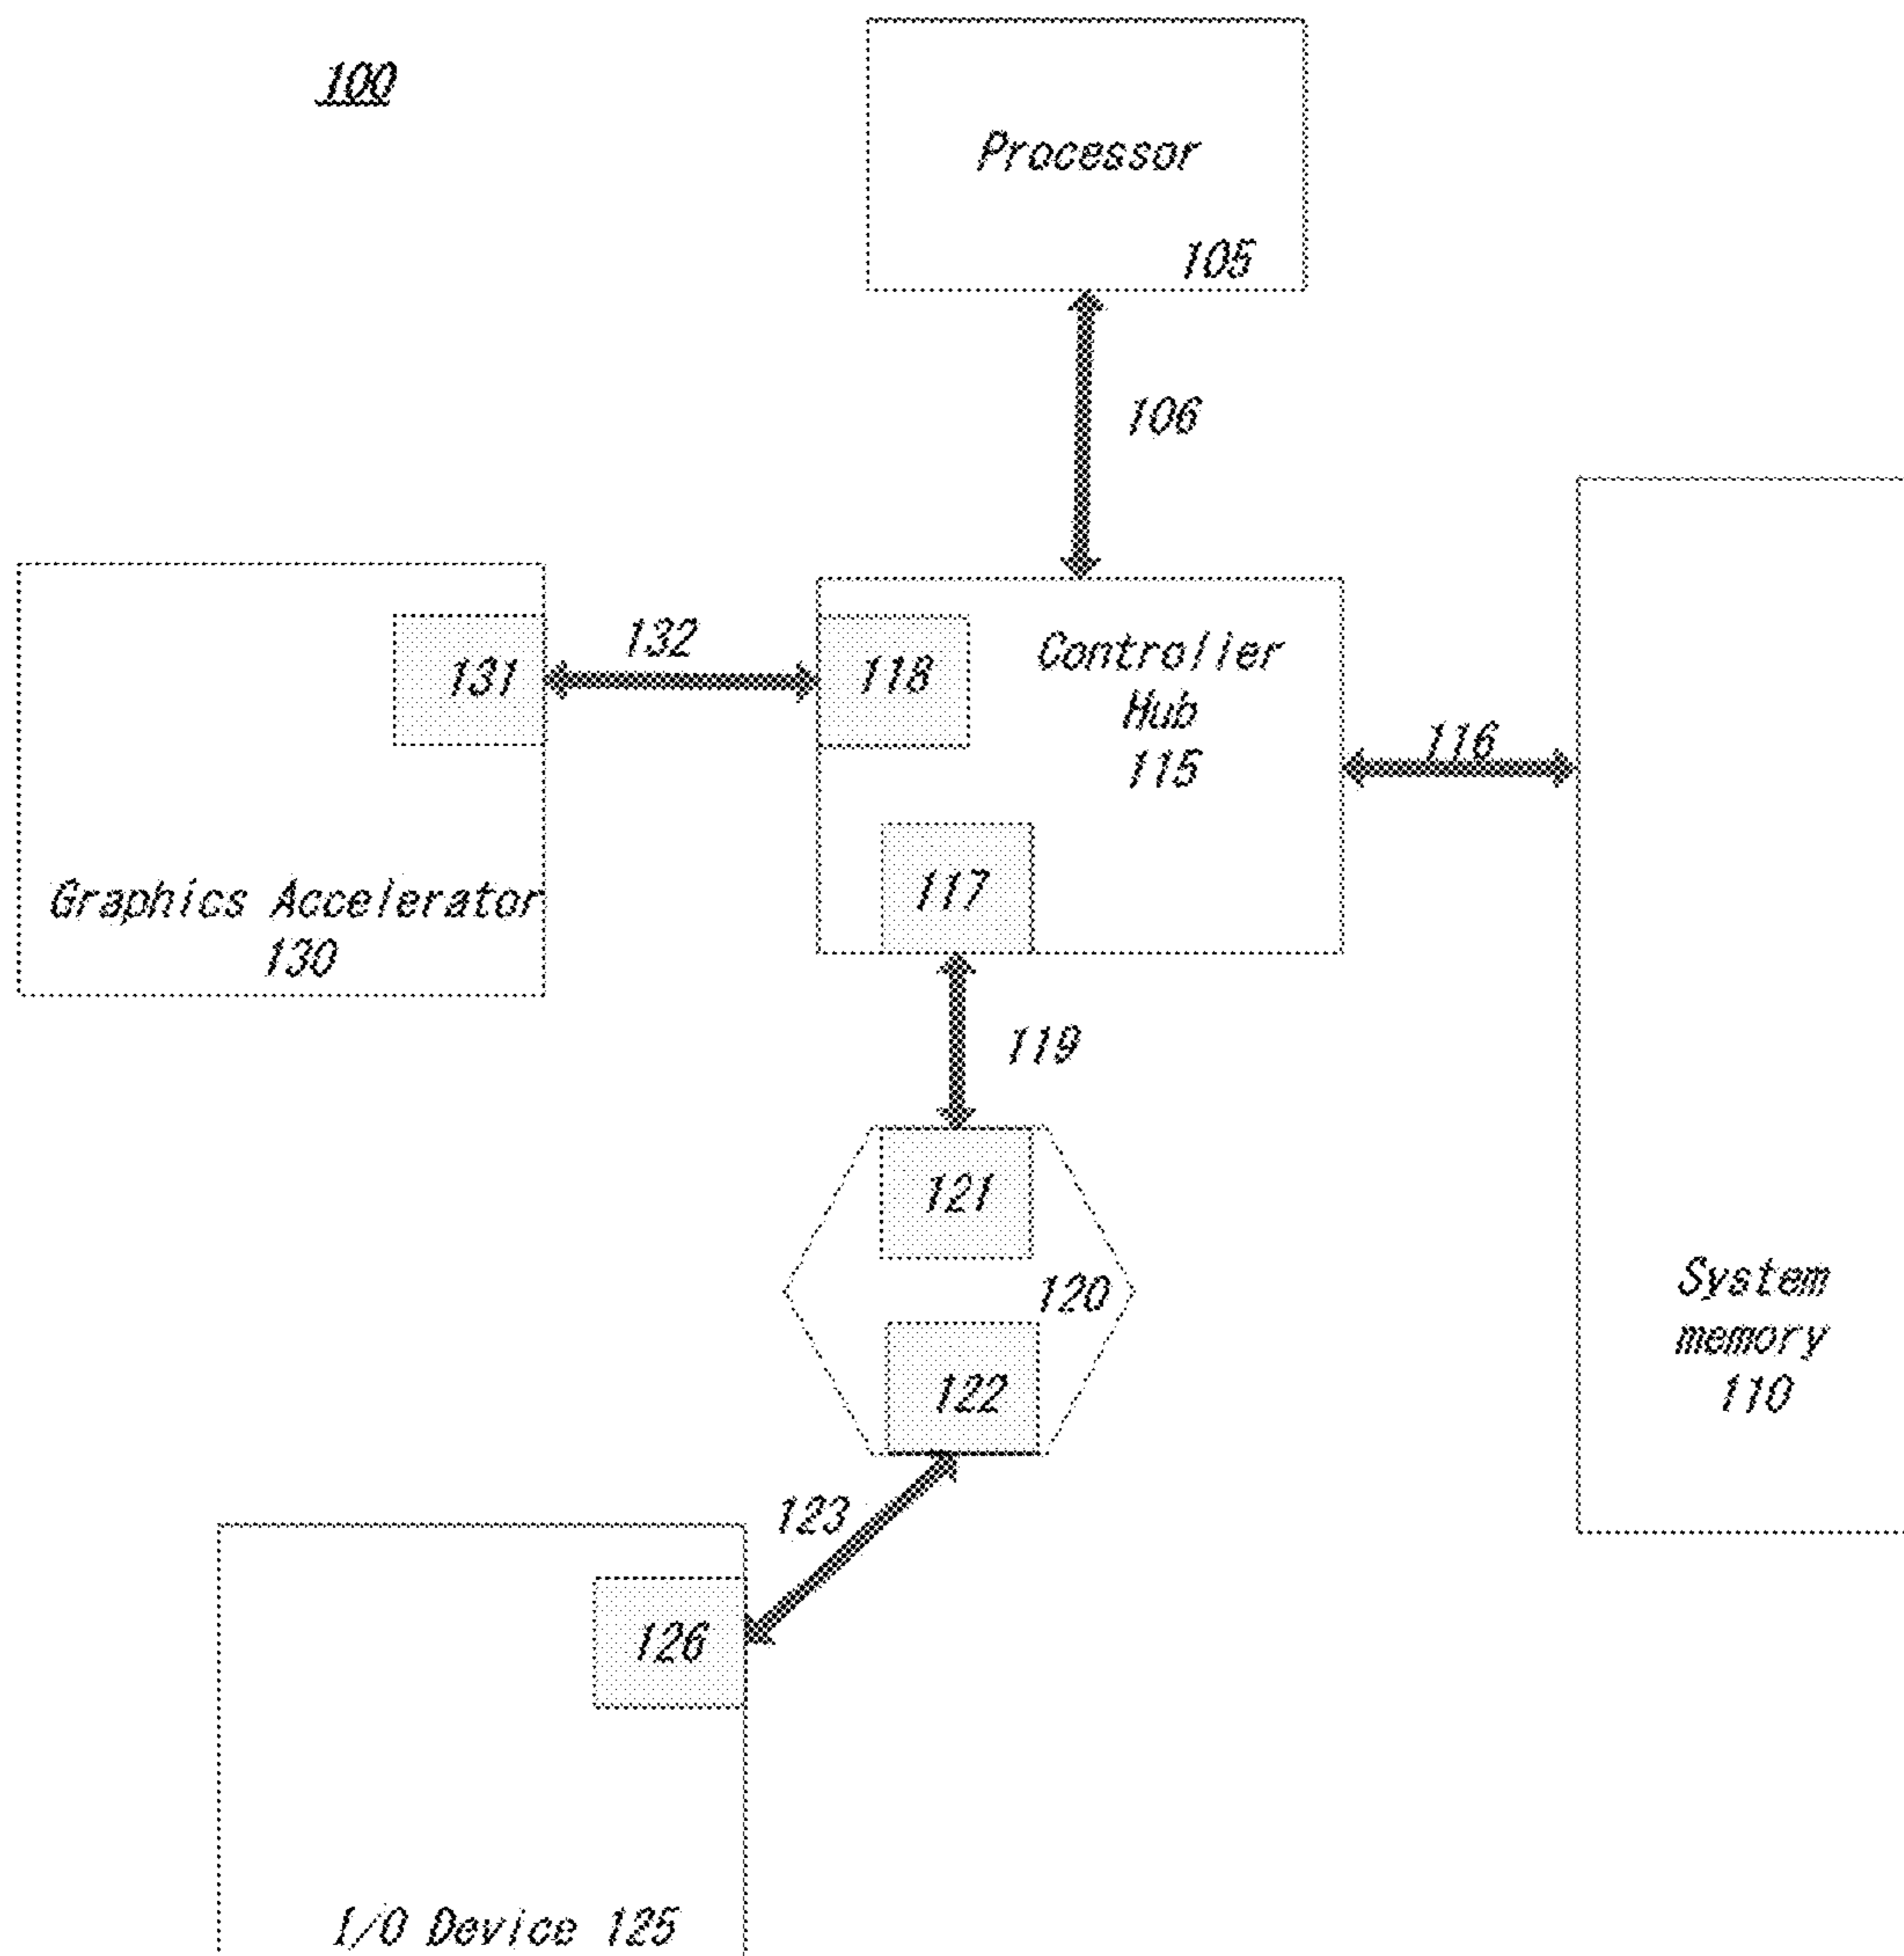 100
Processor
105
106
132
131
118
Controller
Hub
115
116
117
Graphics Accelerator
130
119
121
120
122
System
memory
110
123
126
I/O Device 125